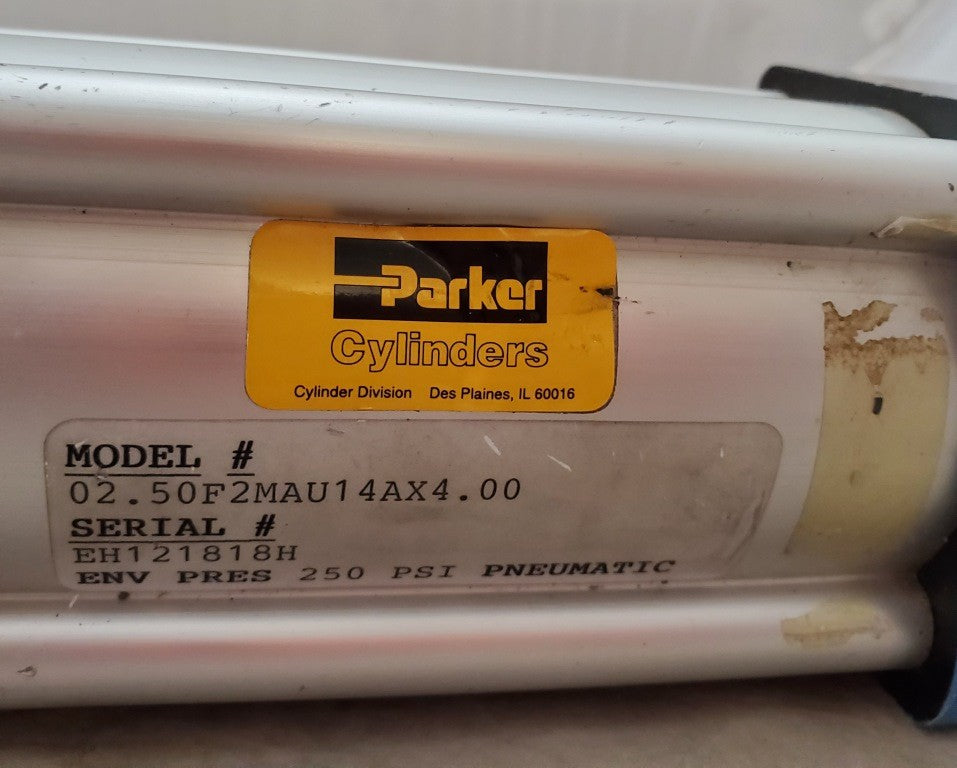 Parker
Cylinders
Cylinder Division Des Plaines, IL 60016
MODEL #
02.50F2MAU14AX4.00
SERIAL #
EH121818H
ENV PRES 250 PSI PNEUMATIC